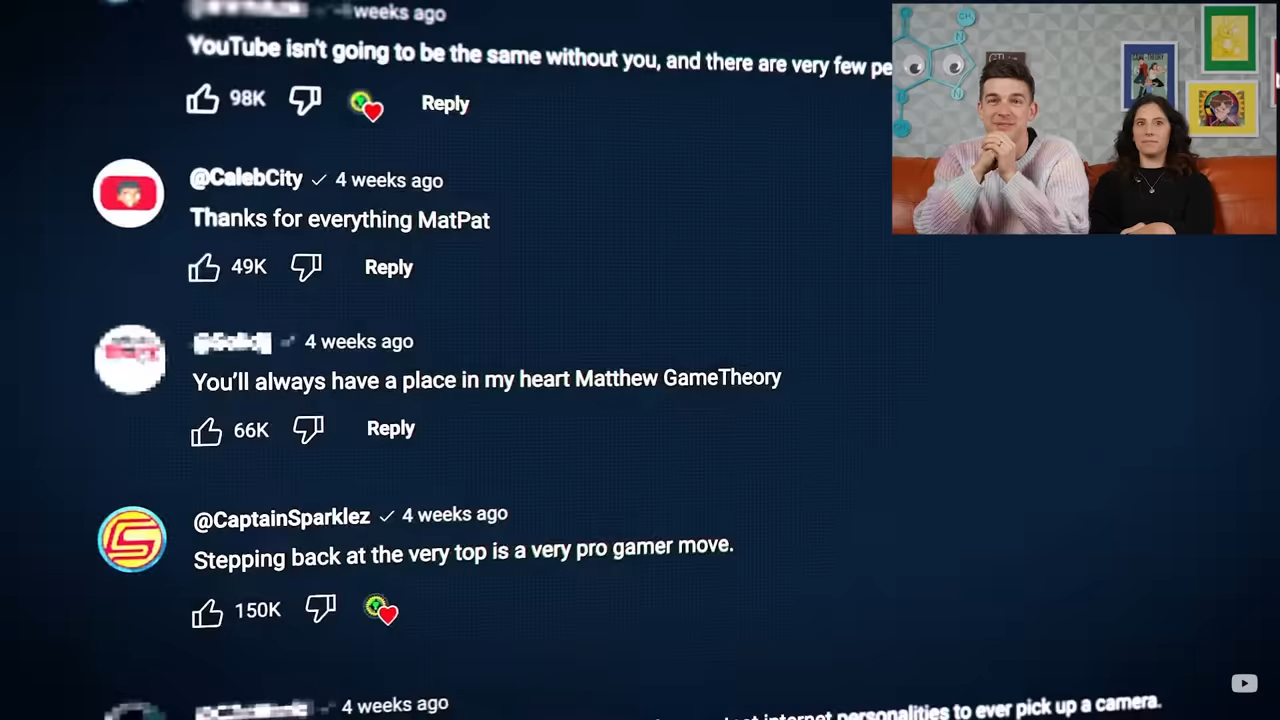 weeks ago
YouTube isn't going to be the same without you, and there are very few pe
98K Reply
@CalebCity 4 weeks ago
Thanks for everything MatPat
49K Reply
4 weeks ago
You'll always have a place in my heart Matthew GameTheory
66K Reply
@CaptainSparklez 4 weeks ago
Stepping back at the very top is a very pro gamer move.
150K
4 weeks ago
internet personalities to ever pick up a camera.
CH₃
N
N